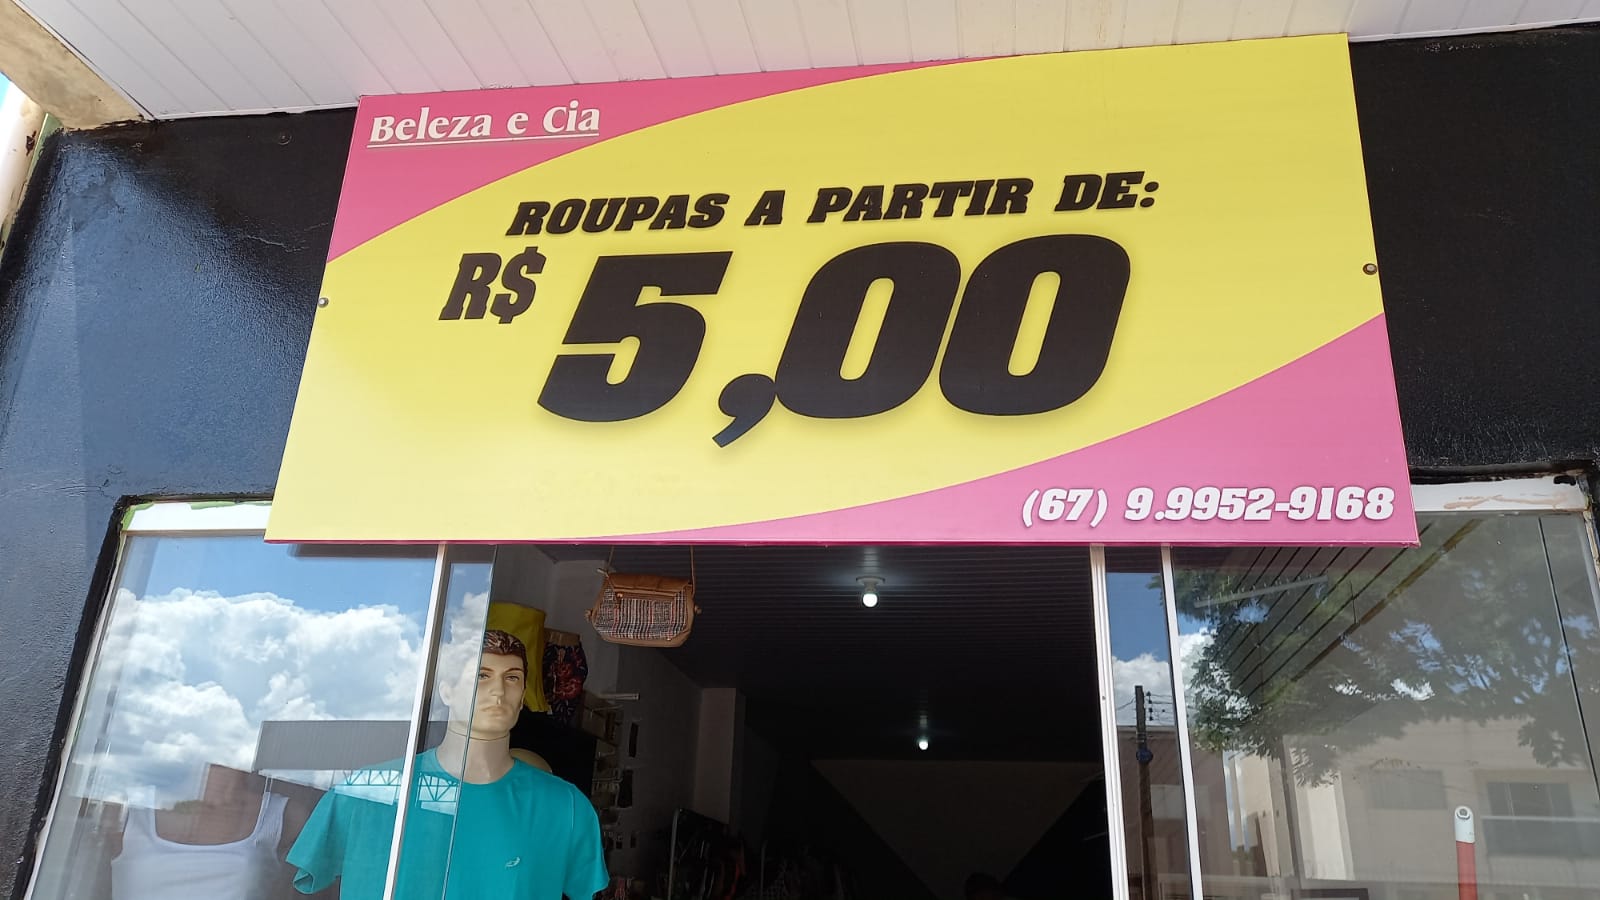 Beleza e Cia
ROUPAS A PARTIR DE:
R$ 5,00
(67) 9.9952-9168